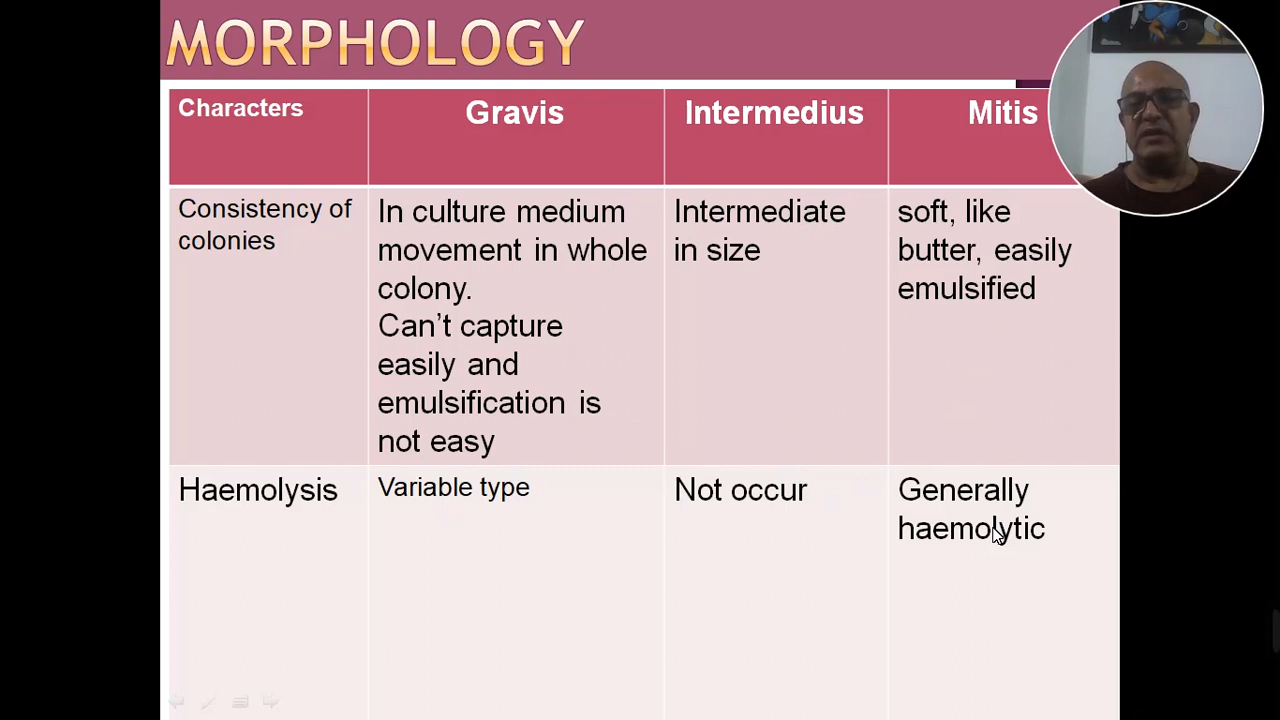 MORPHOLOGY
Characters
Gravis
Intermedius
Mitis
Consistency of
colonies
In culture medium
movement in whole
colony.
Can’t capture
easily and
emulsification is
not easy
Intermediate
in size
soft, like
butter, easily
emulsified
Haemolysis
Variable type
Not occur
Generally
haemolytic